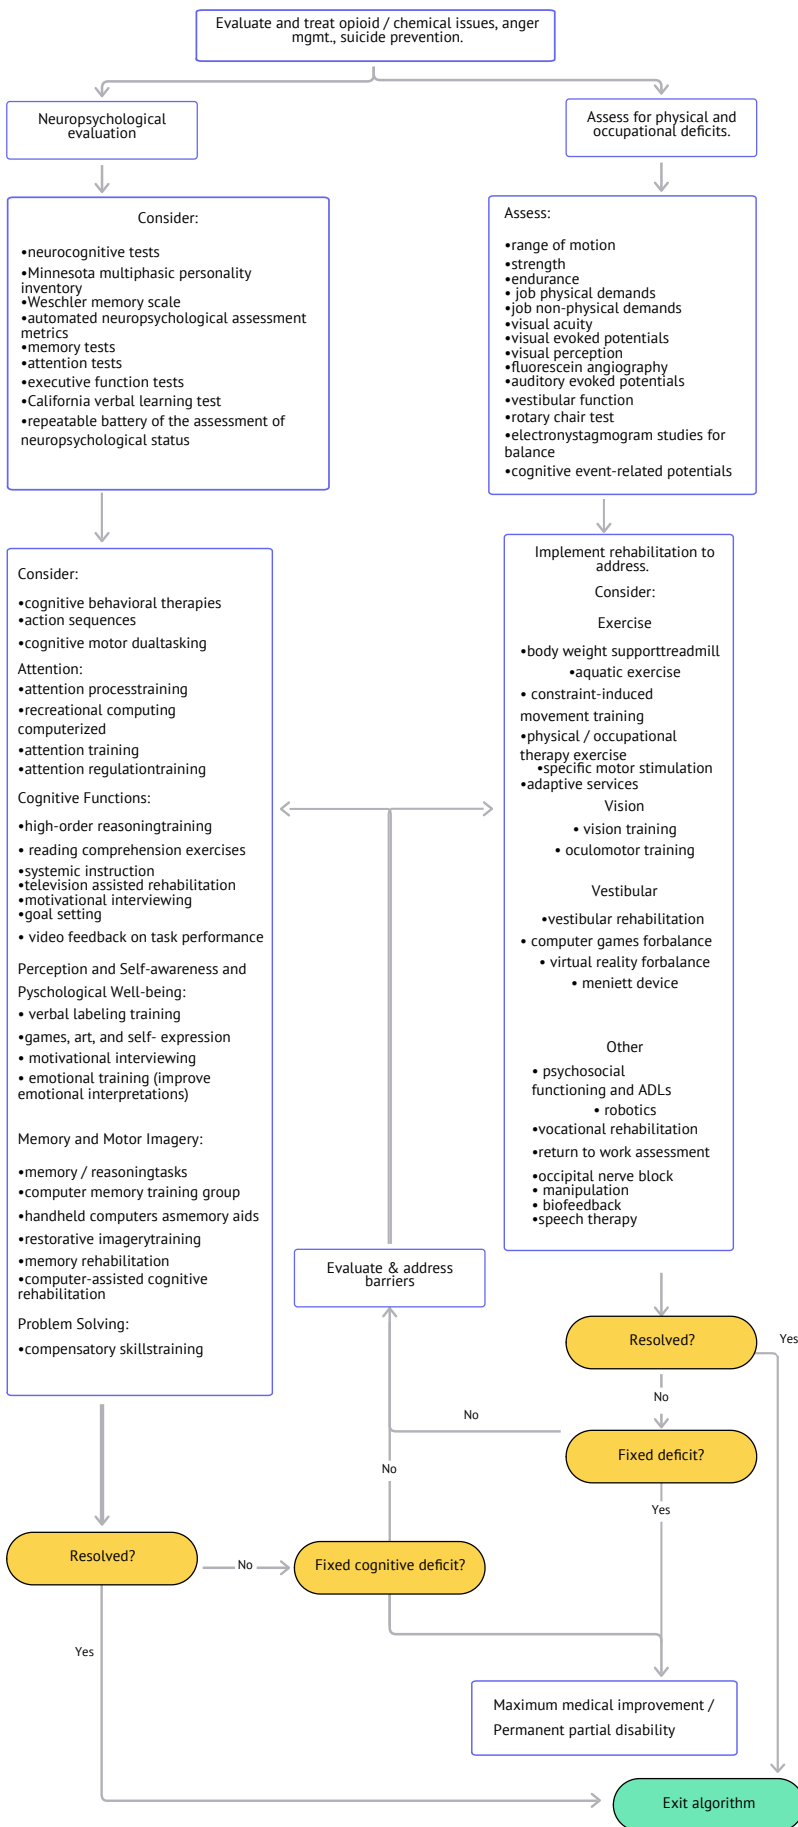 Evaluate and treat opioid / chemical issues, anger
mgmt., suicide prevention.
Neuropsychological
evaluation
Assess for physical and
occupational deficits.
Consider:
•neurocognitive tests
•Minnesota multiphasic personality
inventory
•Weschler memory scale
•automated neuropsychological assessment
metrics
•memory tests
•attention tests
•executive function tests
•California verbal learning test
•repeatable battery of the assessment of
neuropsychological status
Assess:
•range of motion
•strength
•endurance
• job physical demands
•job non-physical demands
•visual acuity
•visual evoked potentials
•visual perception
•fluorescein angiography
•auditory evoked potentials
•vestibular function
•rotary chair test
•electronystagmogram studies for
balance
•cognitive event-related potentials
Consider:
•cognitive behavioral therapies
•action sequences
•cognitive motor dualtasking
Attention:
•attention processtraining
•recreational computing
computerized
•attention training
•attention regulationtraining
Cognitive Functions:
•high-order reasoningtraining
• reading comprehension exercises
•systemic instruction
•television assisted rehabilitation
•motivational interviewing
•goal setting
• video feedback on task performance
Perception and Self-awareness and
Pyschological Well-being:
• verbal labeling training
•games, art, and self- expression
• motivational interviewing
• emotional training (improve
emotional interpretations)
Memory and Motor Imagery:
•memory / reasoningtasks
•computer memory training group
•handheld computers asmemory aids
•restorative imagerytraining
•memory rehabilitation
•computer-assisted cognitive
rehabilitation
Problem Solving:
•compensatory skillstraining
Implement rehabilitation to
address.
Consider:
Exercise
•body weight supporttreadmill
•aquatic exercise
• constraint-induced
movement training
•physical / occupational
therapy exercise
•specific motor stimulation
•adaptive services
Vision
• vision training
• oculomotor training
Vestibular
•vestibular rehabilitation
• computer games forbalance
• virtual reality forbalance
• meniett device
Other
• psychosocial
functioning and ADLs
• robotics
•vocational rehabilitation
•return to work assessment
•occipital nerve block
• manipulation
• biofeedback
•speech therapy
Evaluate & address
barriers
Resolved?
Yes
No
No
Fixed deficit?
No
Yes
Resolved?
No
Fixed cognitive deficit?
Yes
Maximum medical improvement /
Permanent partial disability
Exit algorithm